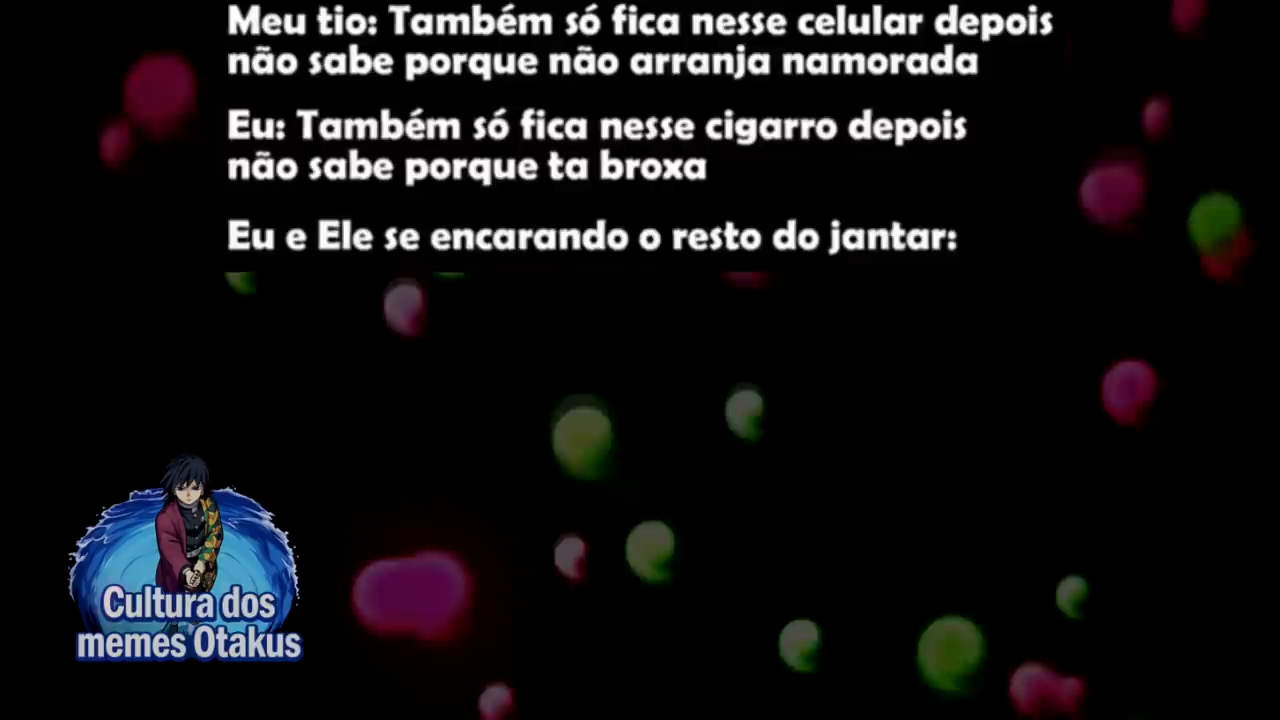 Meu tio: Também só fica nesse celular depois
não sabe porque não arranja namorada
Eu: Também só fica nesse cigarro depois
não sabe porque ta broxa
Eu e Ele se encarando o resto do jantar:
Cultura dos
memes Otakus